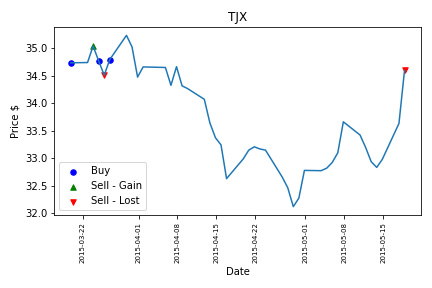 TJX
Price $
35.0
34.5
34.0
33.5
33.0
32.5
32.0
Buy
Sell - Gain
Sell - Lost
2015-03-22
2015-04-01
2015-04-08
2015-04-15
2015-04-22
2015-05-01
2015-05-08
2015-05-15
Date